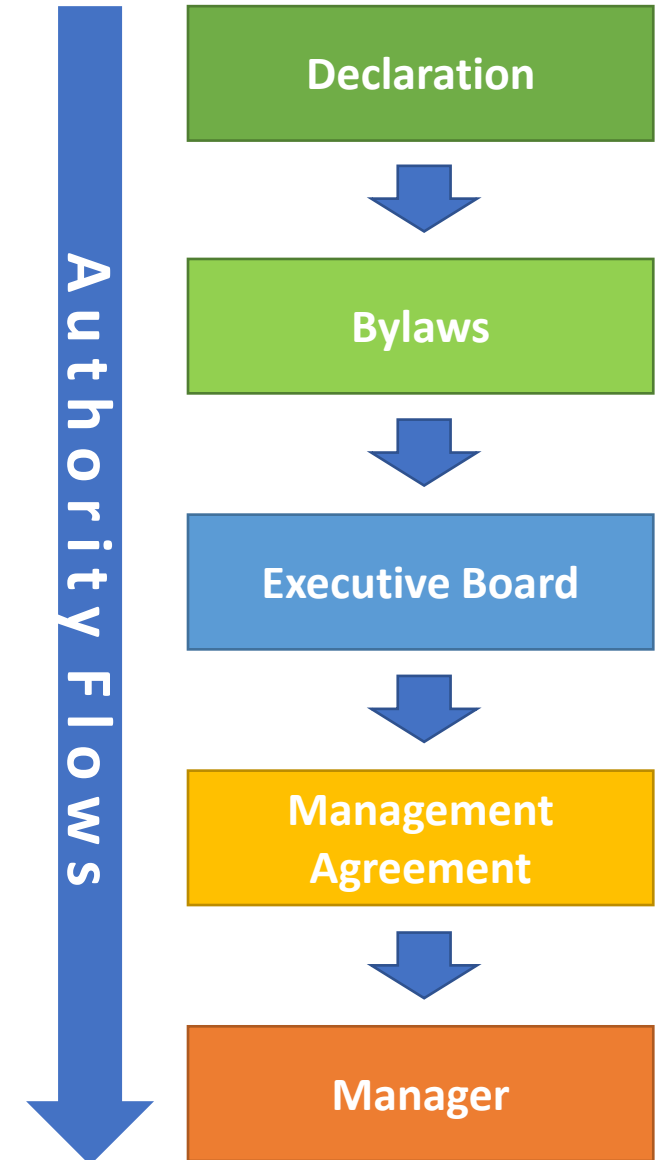 Authority Flows
Declaration
Bylaws
Executive Board
Management
Agreement
Manager